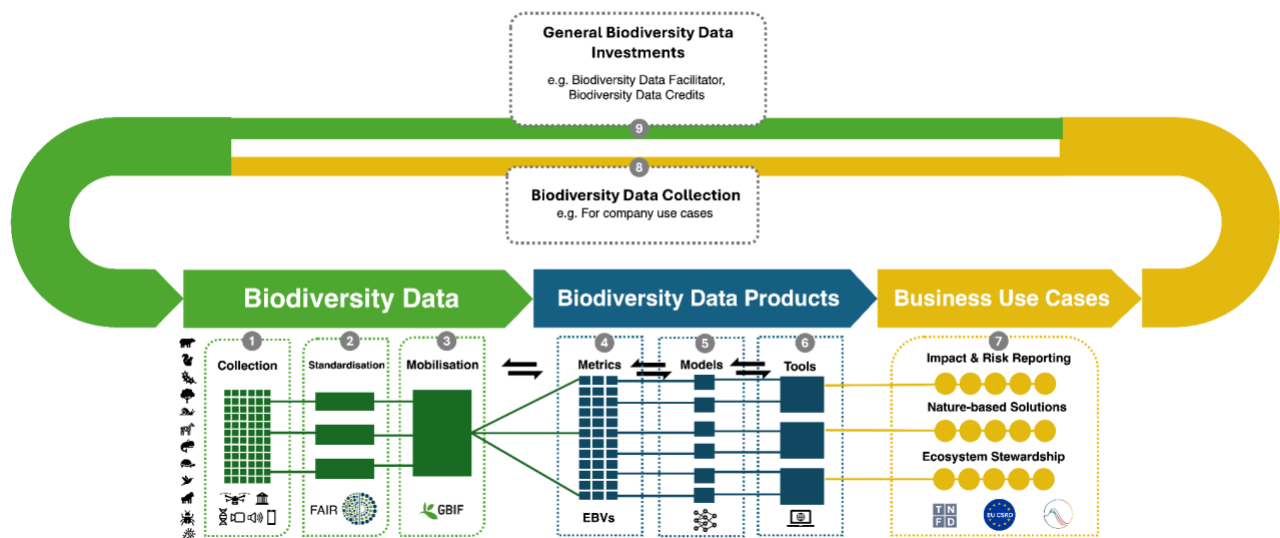 General Biodiversity Data
Investments
e.g. Biodiversity Data Facilitator,
Biodiversity Data Credits
9
8
Biodiversity Data Collection
e.g. For company use cases
Biodiversity Data
Biodiversity Data Products
Business Use Cases
1
2
3
4
5
6
7
Collection
Standardisation
Mobilisation
Metrics
Models
Tools
Impact & Risk Reporting
Nature-based Solutions
Ecosystem Stewardship
FAIR
GBIF
EBVs
T N
F D
EU CSRD